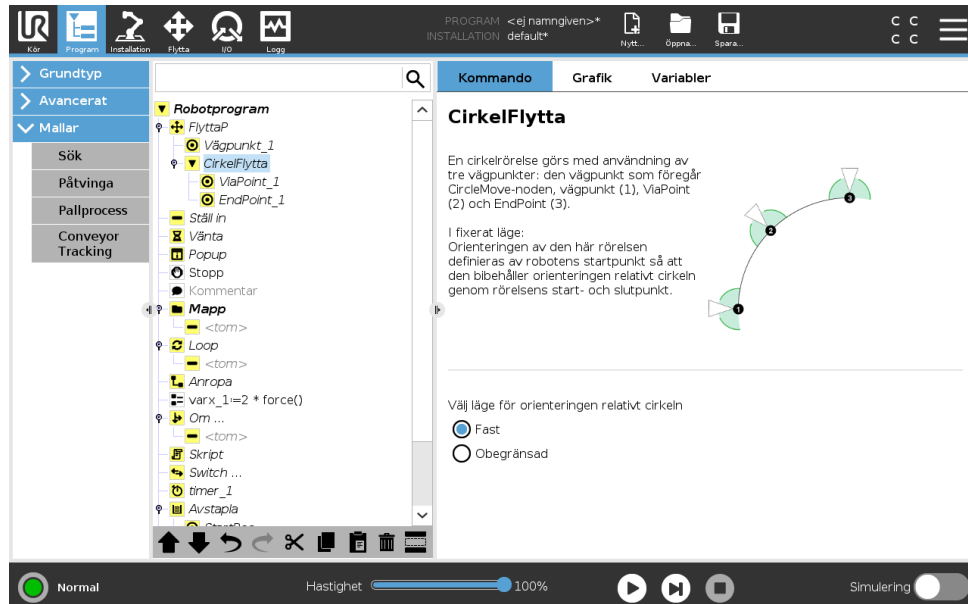 UR
Kör
Program
Installation
Flytta
I/O
Logg
PROGRAM <ej namngiven>*
INSTALLATION default*
Nytt...
Öppna...
Spara...
C C
C C
Grundtyp
Avancerat
Mallar
Sök
Påtvinga
Pallprocess
Conveyor
Tracking
Robotprogram
FlyttaP
Vägpunkt_1
CirkelFlytta
ViaPoint_1
EndPoint_1
Ställ in
Vänta
Popup
Stopp
Kommentar
Mapp
<tom>
Loop
<tom>
Anropa
varx_1≔2 * force()
Om ...
<tom>
Skript
Switch ...
timer_1
Avstapla
Kommando
Grafik
Variabler
CirkelFlytta
En cirkelrörelse görs med användning av
tre vägpunkter: den vägpunkt som föregår
CircleMove-noden, vägpunkt (1), ViaPoint
(2) och EndPoint (3).
I fixerat läge:
Orienteringen av den här rörelsen
definieras av robotens startpunkt så att
den bibehåller orienteringen relativt cirkeln
genom rörelsens start- och slutpunkt.
3
2
1
Välj läge för orienteringen relativt cirkeln
Fast
Obegränsad
Normal
Hastighet
100%
Simulering